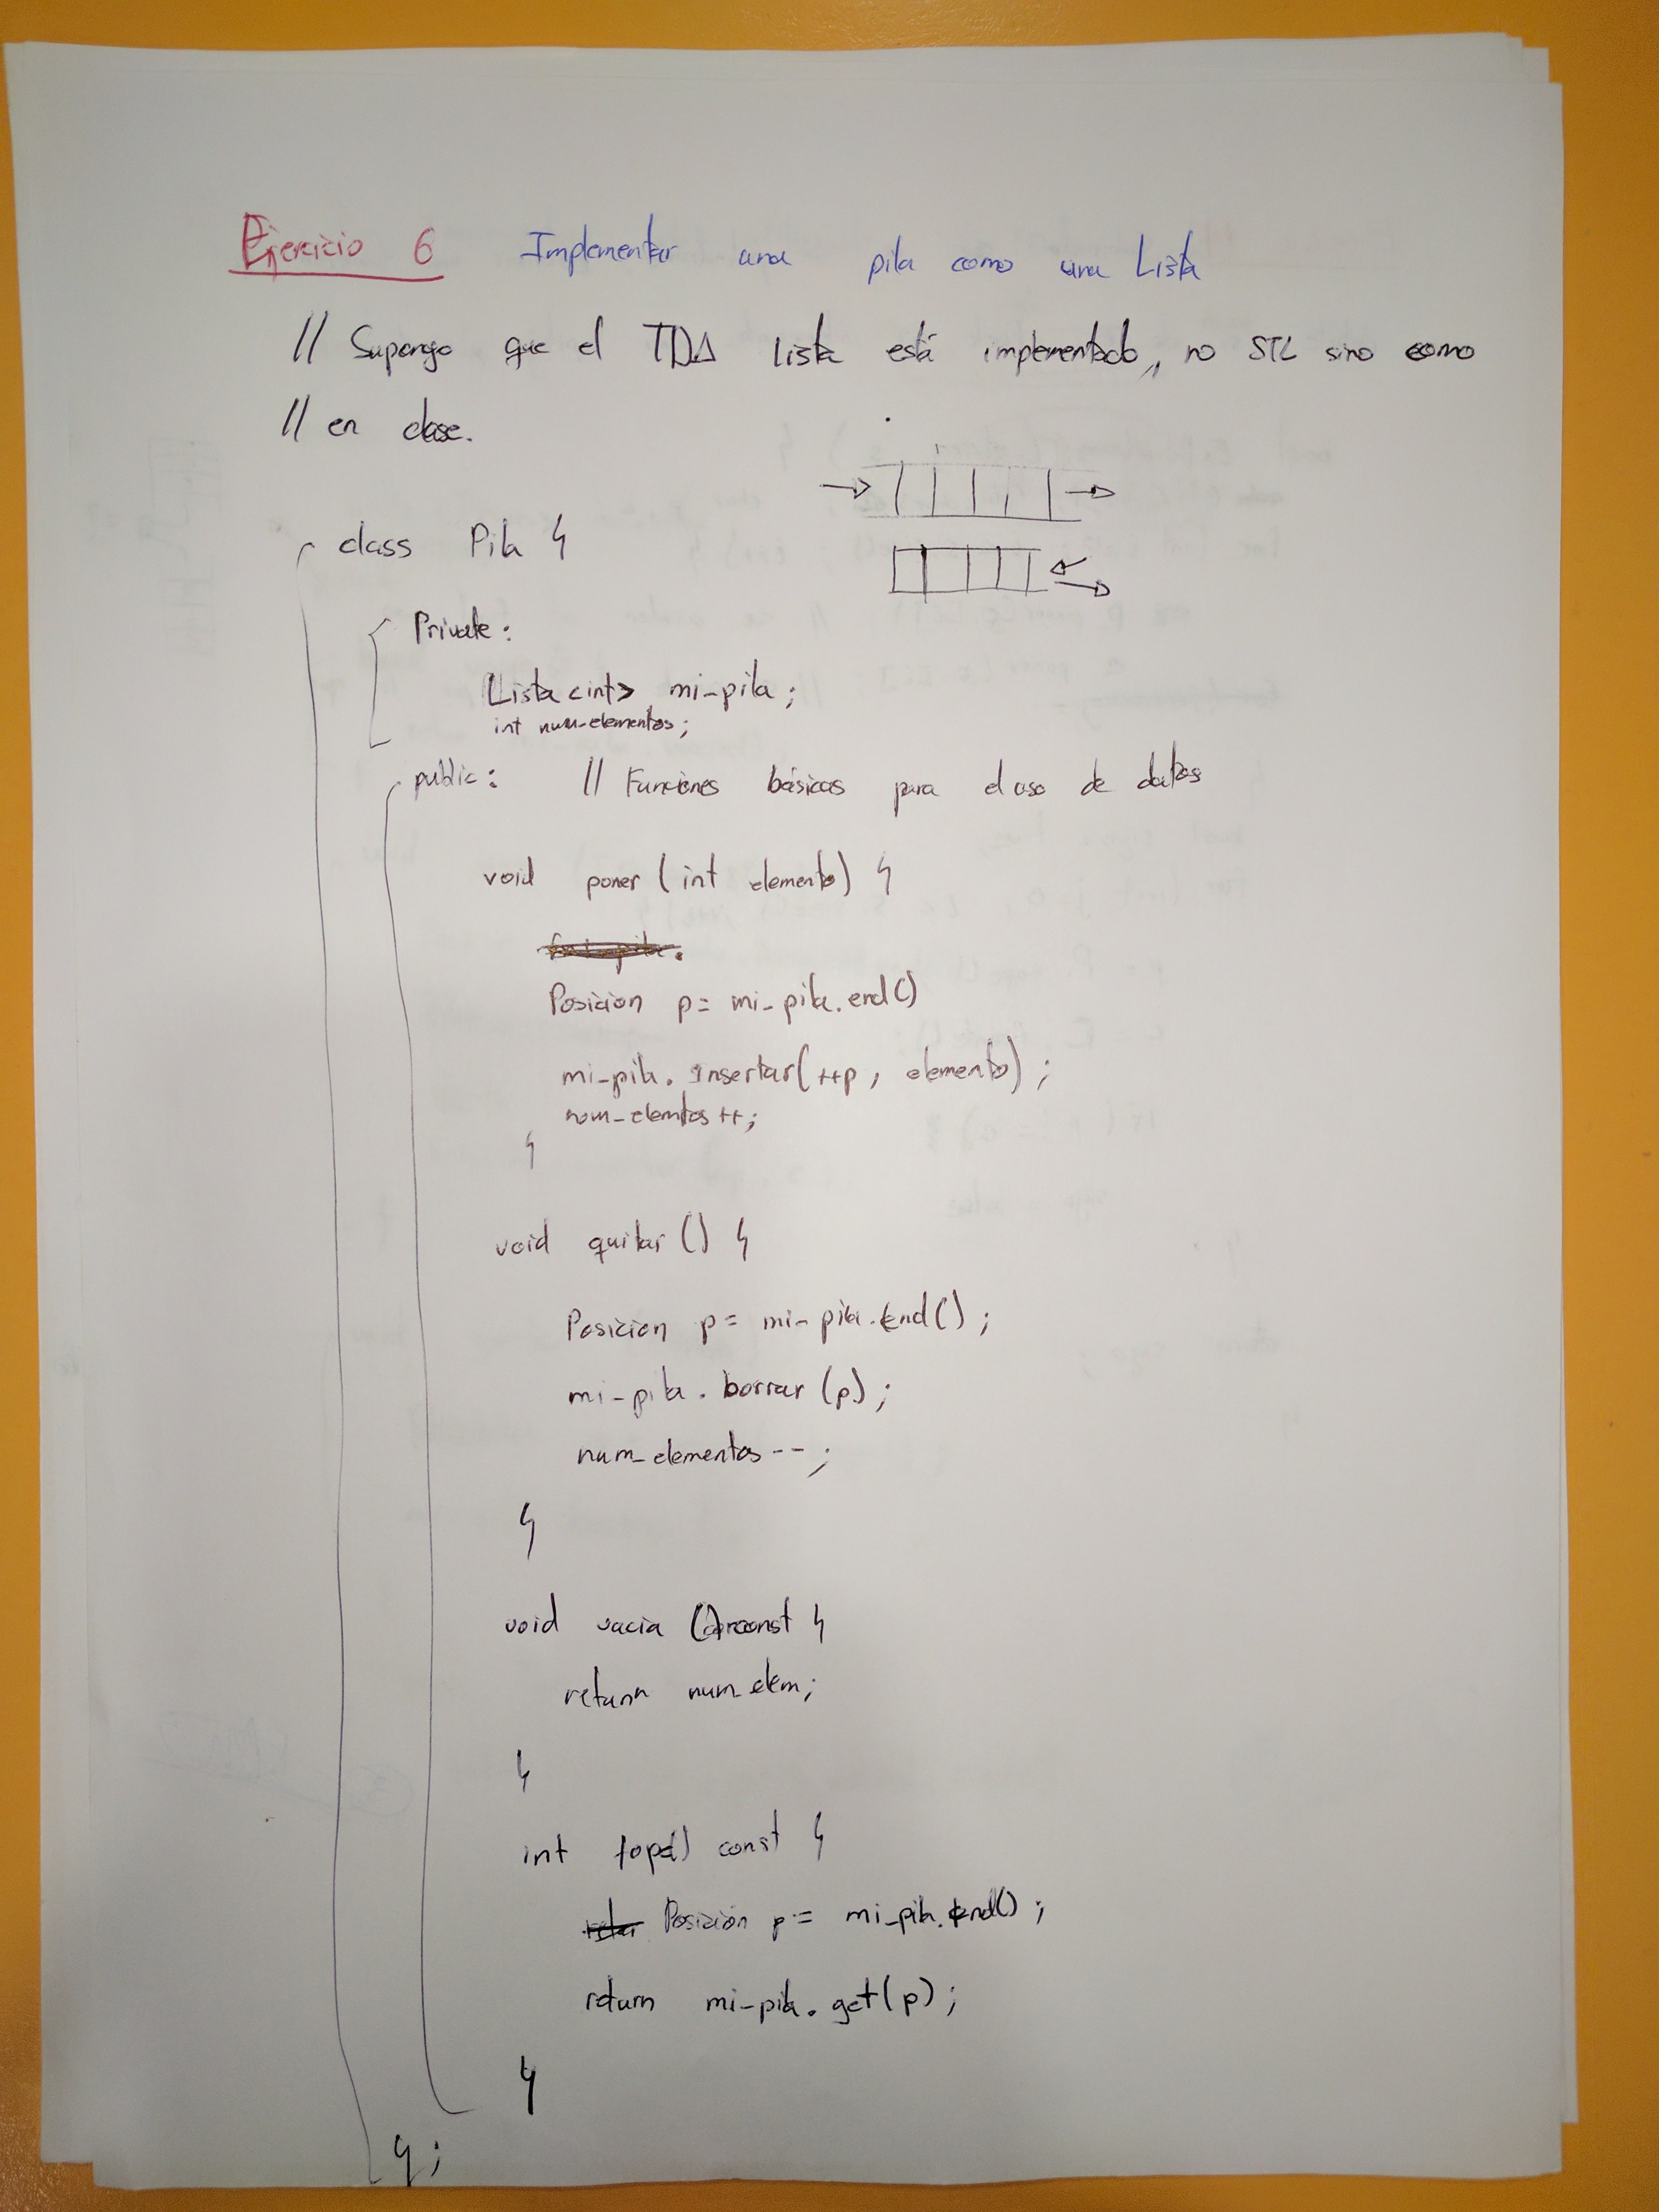 Ejercicio 6 Implementar una pila como una Lista
// Supongo que el TDA lista está implementado, no STL sino como
// en clase.
class Pila {
Private:
Lista<int> mi_pila;
int num_elementos;
public: // Funciones básicas para el uso de datos
void poner (int elemento) {
Posicion p = mi_pila.end()
mi_pila.insertar(++p, elemento);
num_elemntos++;
}
void quitar () {
Posicion p = mi_pila.end();
mi_pila.borrar(p);
num_elementos--;
}
void vacia () const {
return num_elem;
}
int tope() const {
Posición p = mi_pila.end();
return mi_pila.get(p);
}
};